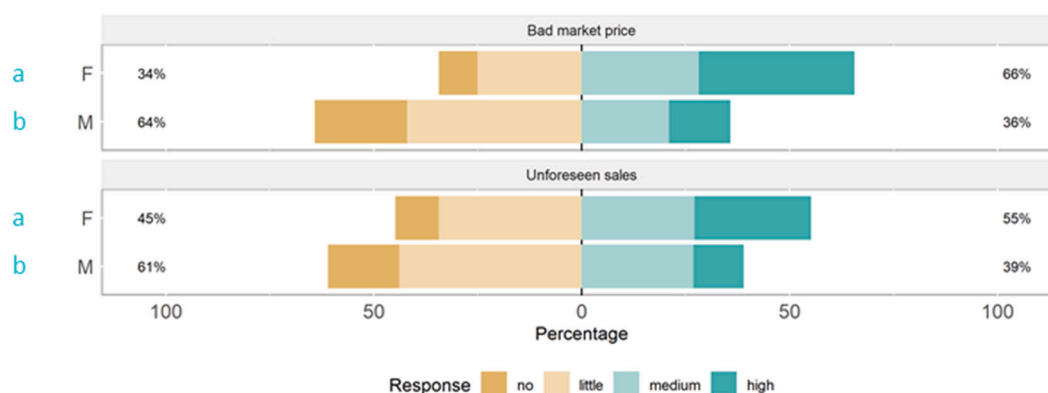 Bad market price
a F 34% 66%
b M 64% 36%
Unforeseen sales
a F 45% 55%
b M 61% 39%
100 50 0 50 100
Percentage
Response no little medium high